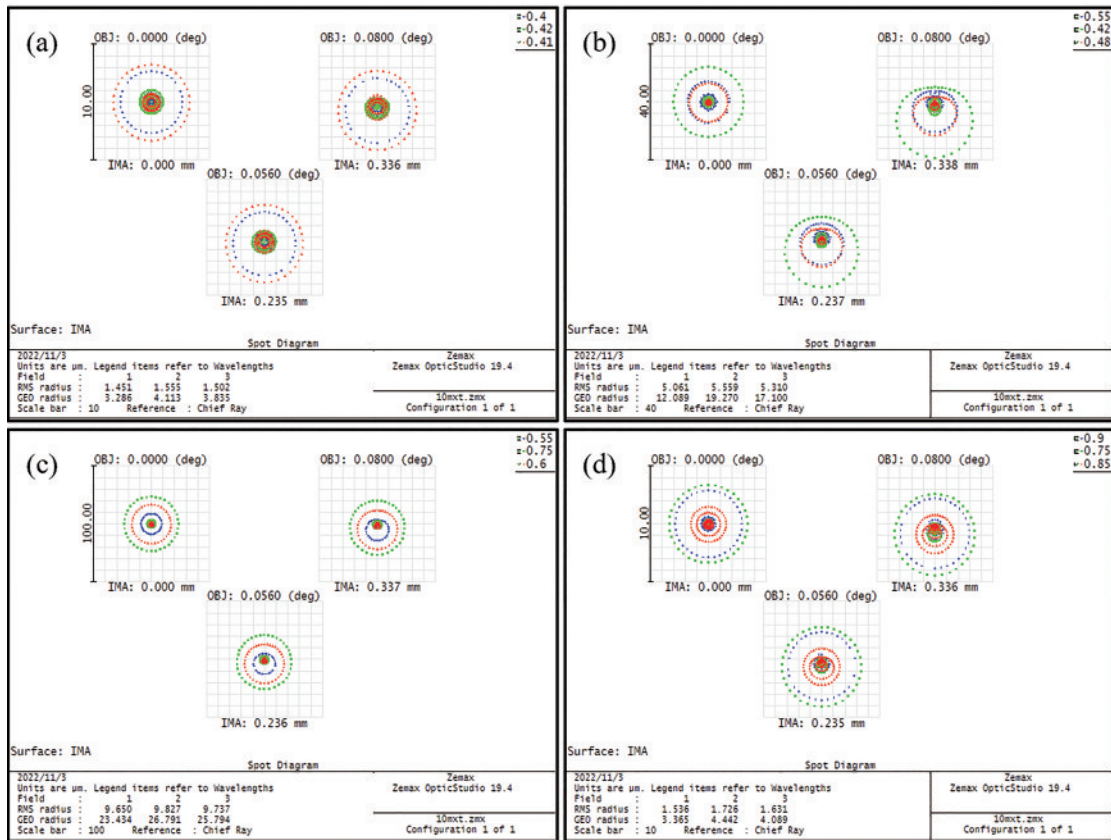 (a)
0.4
0.42
0.41
OBJ: 0.0000 (deg)
OBJ: 0.0800 (deg)
10.00
IMA: 0.000 mm
IMA: 0.336 mm
OBJ: 0.0560 (deg)
IMA: 0.235 mm
Surface: IMA
Spot Diagram
2022/11/3
Units are µm. Legend items refer to Wavelengths
Field : 1 2 3
RMS radius : 1.451 1.555 1.502
GEO radius : 3.286 4.113 3.835
Scale bar : 10 Reference : Chief Ray
Zemax
Zemax OpticStudio 19.4
10mxt.zmx
Configuration 1 of 1
(b)
0.55
0.42
0.48
OBJ: 0.0000 (deg)
OBJ: 0.0800 (deg)
40.00
IMA: 0.000 mm
IMA: 0.338 mm
OBJ: 0.0560 (deg)
IMA: 0.237 mm
Surface: IMA
Spot Diagram
2022/11/3
Units are µm. Legend items refer to Wavelengths
Field : 1 2 3
RMS radius : 5.061 5.559 5.310
GEO radius : 12.089 19.270 17.100
Scale bar : 40 Reference : Chief Ray
Zemax
Zemax OpticStudio 19.4
10mxt.zmx
Configuration 1 of 1
(c)
0.55
0.75
0.6
OBJ: 0.0000 (deg)
OBJ: 0.0800 (deg)
100.00
IMA: 0.000 mm
IMA: 0.337 mm
OBJ: 0.0560 (deg)
IMA: 0.236 mm
Surface: IMA
Spot Diagram
2022/11/3
Units are µm. Legend items refer to Wavelengths
Field : 1 2 3
RMS radius : 9.650 9.827 9.737
GEO radius : 23.434 26.791 25.794
Scale bar : 100 Reference : Chief Ray
Zemax
Zemax OpticStudio 19.4
10mxt.zmx
Configuration 1 of 1
(d)
0.9
0.75
0.85
OBJ: 0.0000 (deg)
OBJ: 0.0800 (deg)
10.00
IMA: 0.000 mm
IMA: 0.336 mm
OBJ: 0.0560 (deg)
IMA: 0.235 mm
Surface: IMA
Spot Diagram
2022/11/3
Units are µm. Legend items refer to Wavelengths
Field : 1 2 3
RMS radius : 1.536 1.726 1.631
GEO radius : 3.365 4.442 4.089
Scale bar : 10 Reference : Chief Ray
Zemax
Zemax OpticStudio 19.4
10mxt.zmx
Configuration 1 of 1